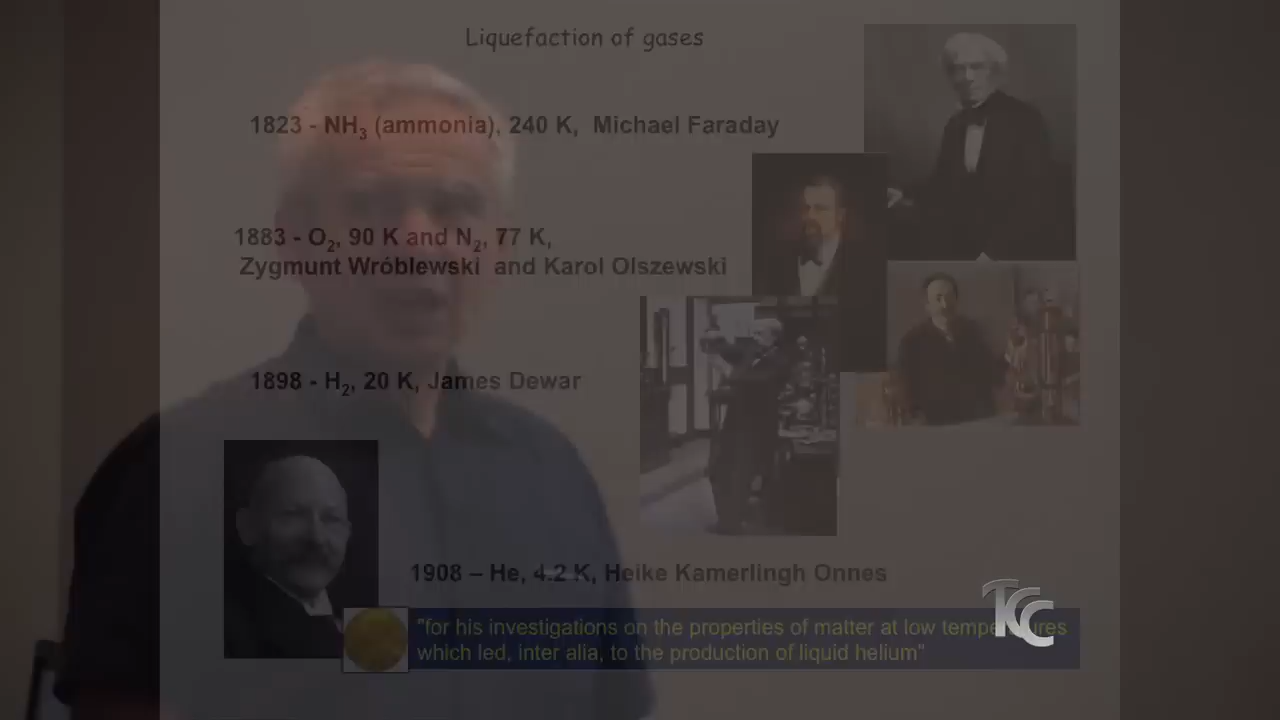 Liquefaction of gases
1823 - NH₃ (ammonia), 240 K, Michael Faraday
1883 - O₂, 90 K and N₂, 77 K,
Zygmunt Wróblewski and Karol Olszewski
1898 - H₂, 20 K, James Dewar
1908 – He, 4.2 K, Heike Kamerlingh Onnes
"for his investigations on the properties of matter at low temperatures
which led, inter alia, to the production of liquid helium"
TCC